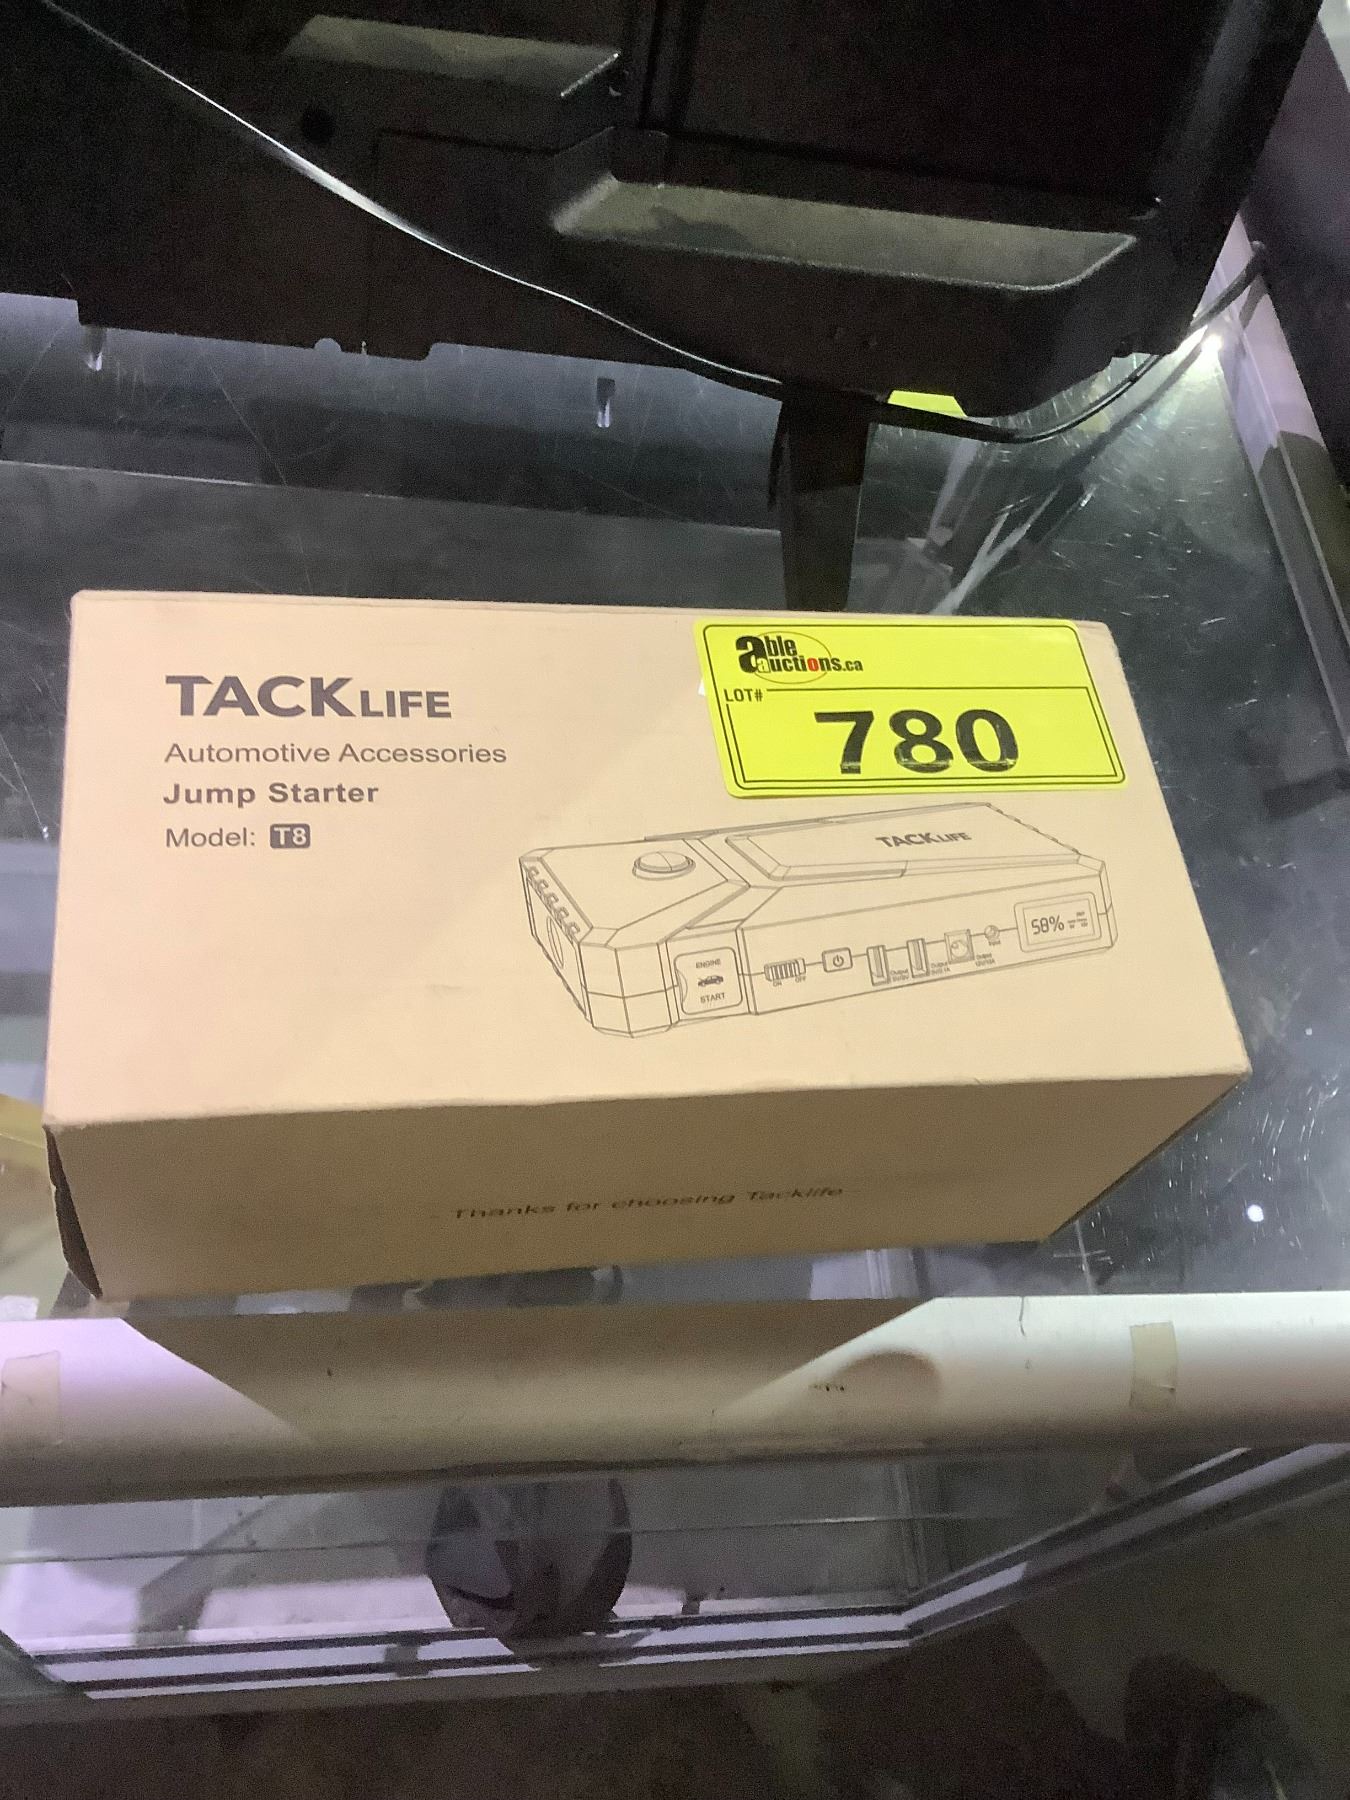 TACKLIFE
Automotive Accessories
Jump Starter
Model: T8
able auctions.ca
LOT#
780
TACKLIFE
ENGINE
START
ON OFF
58%
Thanks for choosing Tacklife